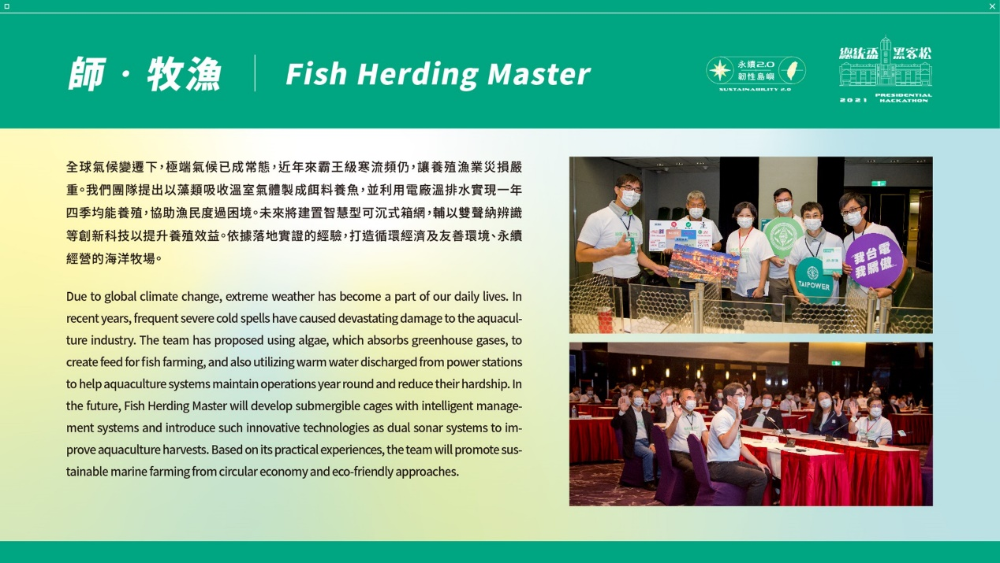 師·牧漁
Fish Herding Master
永續2.0
韌性島嶼
SUSTAINABILITY 2.0
總統盃 黑客松
2021 PRESIDENTIAL
HACKATHON
全球氣候變遷下，極端氣候已成常態，近年來霸王級寒流頻仍，讓養殖漁業災損嚴
重。我們團隊提出以藻類吸收溫室氣體製成餌料養魚，並利用電廠溫排水實現一年
四季均能養殖，協助漁民度過困境。未來將建置智慧型可沉式箱網，輔以雙聲納辨識
等創新科技以提升養殖效益。依據落地實證的經驗，打造循環經濟及友善環境、永續
經營的海洋牧場。
Due to global climate change, extreme weather has become a part of our daily lives. In
recent years, frequent severe cold spells have caused devastating damage to the aquacul-
ture industry. The team has proposed using algae, which absorbs greenhouse gases, to
create feed for fish farming, and also utilizing warm water discharged from power stations
to help aquaculture systems maintain operations year round and reduce their hardship. In
the future, Fish Herding Master will develop submergible cages with intelligent manage-
ment systems and introduce such innovative technologies as dual sonar systems to im-
prove aquaculture harvests. Based on its practical experiences, the team will promote sus-
tainable marine farming from circular economy and eco-friendly approaches.
TAIPOWER
我台電
我驕傲